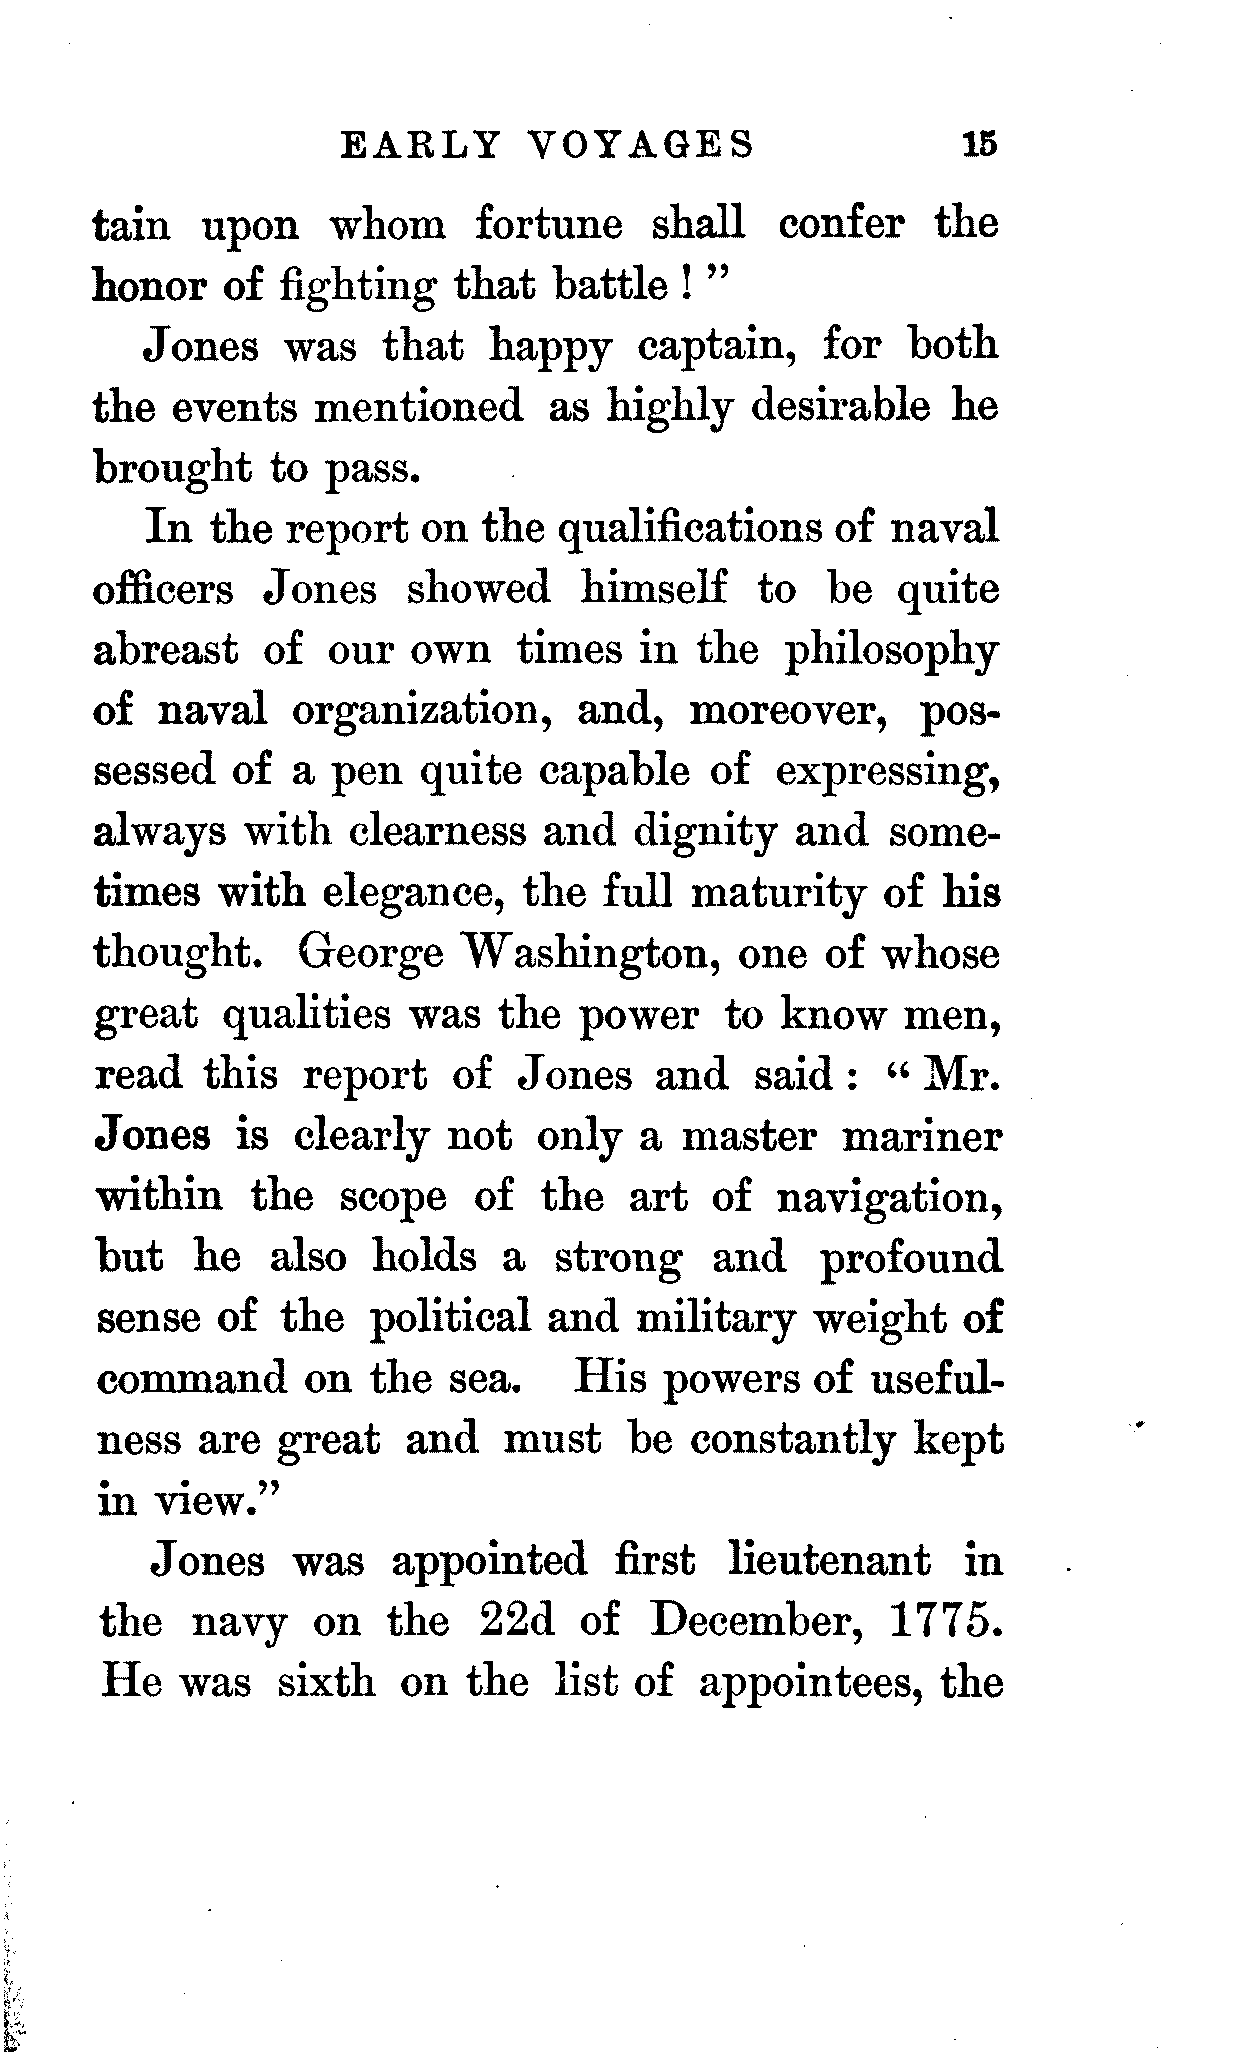 EARLY VOYAGES 15
tain upon whom fortune shall confer the
honor of fighting that battle ! ”
Jones was that happy captain, for both
the events mentioned as highly desirable he
brought to pass.
In the report on the qualifications of naval
officers Jones showed himself to be quite
abreast of our own times in the philosophy
of naval organization, and, moreover, pos-
sessed of a pen quite capable of expressing,
always with clearness and dignity and some-
times with elegance, the full maturity of his
thought. George Washington, one of whose
great qualities was the power to know men,
read this report of Jones and said : “ Mr.
Jones is clearly not only a master mariner
within the scope of the art of navigation,
but he also holds a strong and profound
sense of the political and military weight of
command on the sea. His powers of useful-
ness are great and must be constantly kept
in view.”
Jones was appointed first lieutenant in
the navy on the 22d of December, 1775.
He was sixth on the list of appointees, the